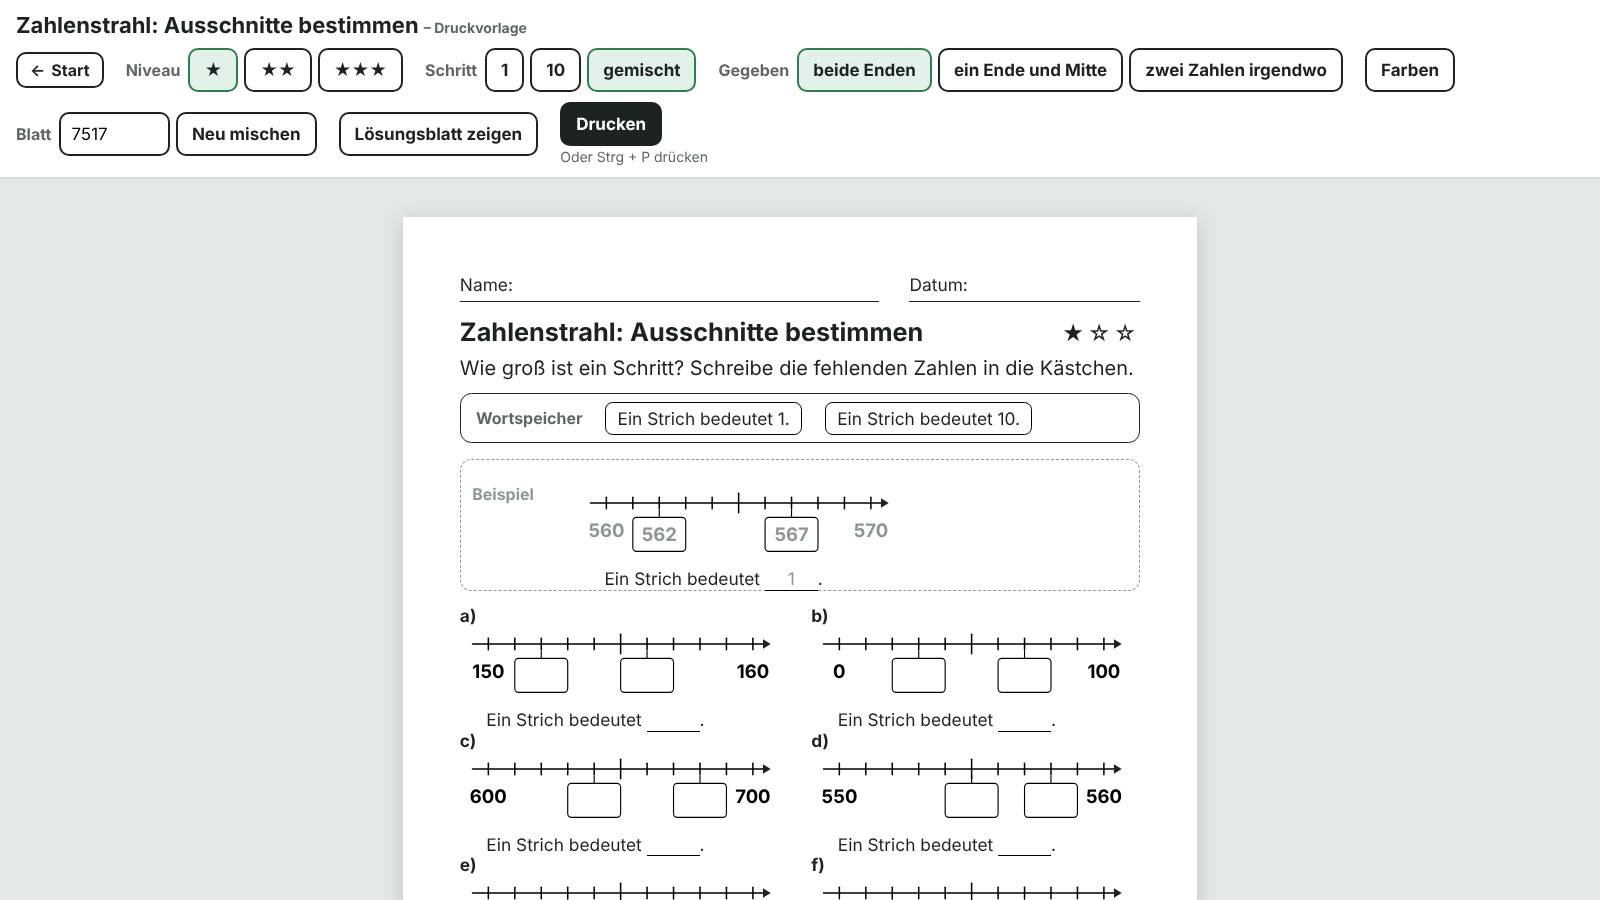 Zahlenstrahl: Ausschnitte bestimmen – Druckvorlage
← Start Niveau ★ ★★ ★★★ Schritt 1 10 gemischt Gegeben beide Enden ein Ende und Mitte zwei Zahlen irgendwo Farben
Blatt 7517 Neu mischen Lösungsblatt zeigen Drucken
Oder Strg + P drücken
Name: Datum:
Zahlenstrahl: Ausschnitte bestimmen ★ ☆ ☆
Wie groß ist ein Schritt? Schreibe die fehlenden Zahlen in die Kästchen.
Wortspeicher Ein Strich bedeutet 1. Ein Strich bedeutet 10.
Beispiel
560 562 567 570
Ein Strich bedeutet 1 .
a) b)
150 160 0 100
Ein Strich bedeutet _____. Ein Strich bedeutet _____.
c) d)
600 700 550 560
Ein Strich bedeutet _____. Ein Strich bedeutet _____.
e) f)